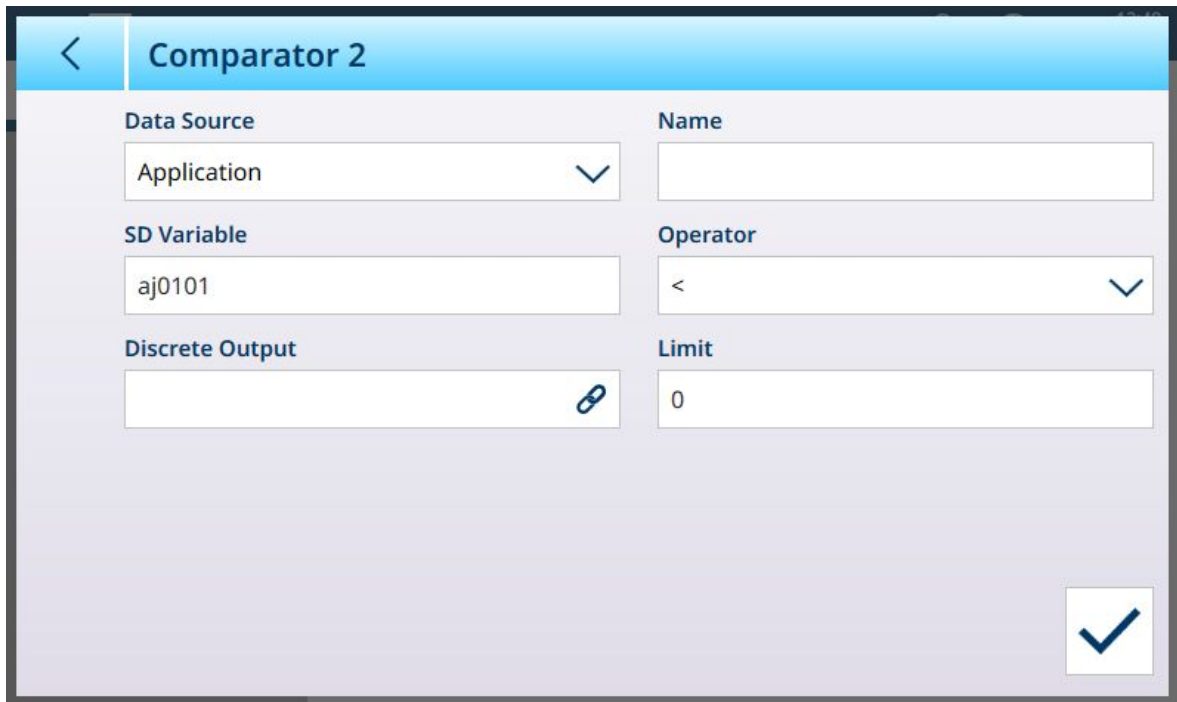 Comparator 2
Data Source
Name
Application
SD Variable
Operator
aj0101
<
Discrete Output
Limit
0